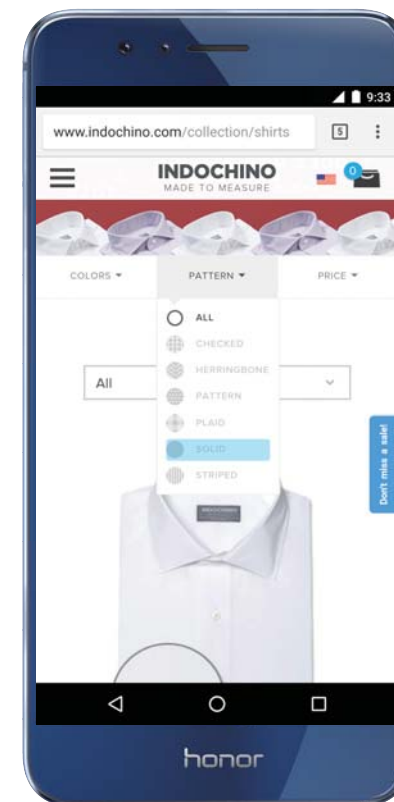 9:33
www.indochino.com/collection/shirts 5
INDOCHINO 0
MADE TO MEASURE
COLORS PATTERN PRICE
ALL
CHECKED
HERRINGBONE
All
PATTERN
PLAID
SOLID
STRIPED
Don't miss a sale!
INDOCHINO
honor